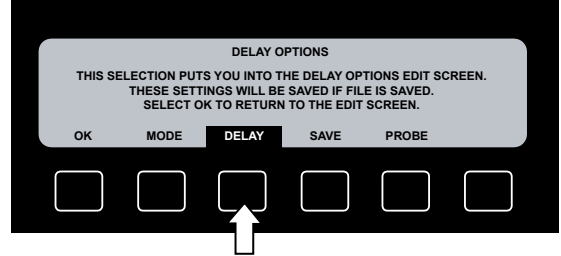 DELAY OPTIONS
THIS SELECTION PUTS YOU INTO THE DELAY OPTIONS EDIT SCREEN.
THESE SETTINGS WILL BE SAVED IF FILE IS SAVED.
SELECT OK TO RETURN TO THE EDIT SCREEN.
OK MODE DELAY SAVE PROBE